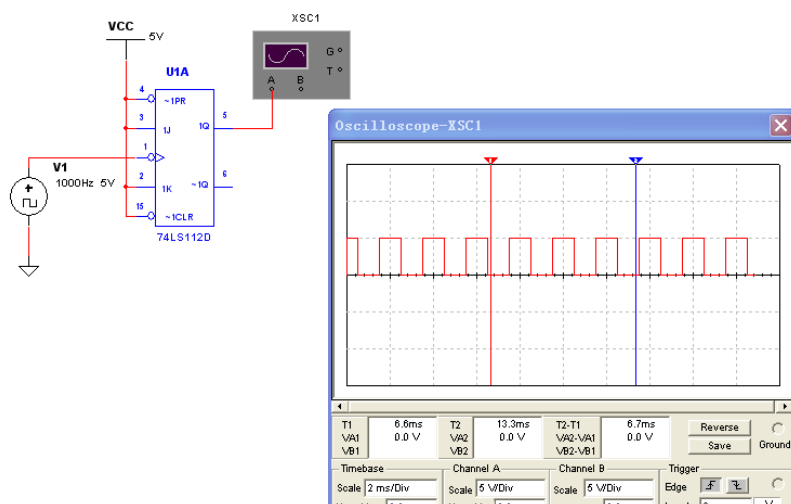 XSC1
VCC
5V
G
T
A B
U1A
4 ~1PR
3 1J 1Q 5
1
2 1K ~1Q 6
15 ~1CLR
74LS112D
V1
1000Hz 5V
Oscilloscope-XSC1
T1 6.6ms T2 13.3ms T2-T1 6.7ms Reverse
VA1 0.0 V VA2 0.0 V VA2-VA1 0.0 V Save Ground
VB1 VB2 VB2-VB1
Timebase Channel A Channel B Trigger
Scale 2 ms/Div Scale 5 V/Div Scale 5 V/Div Edge